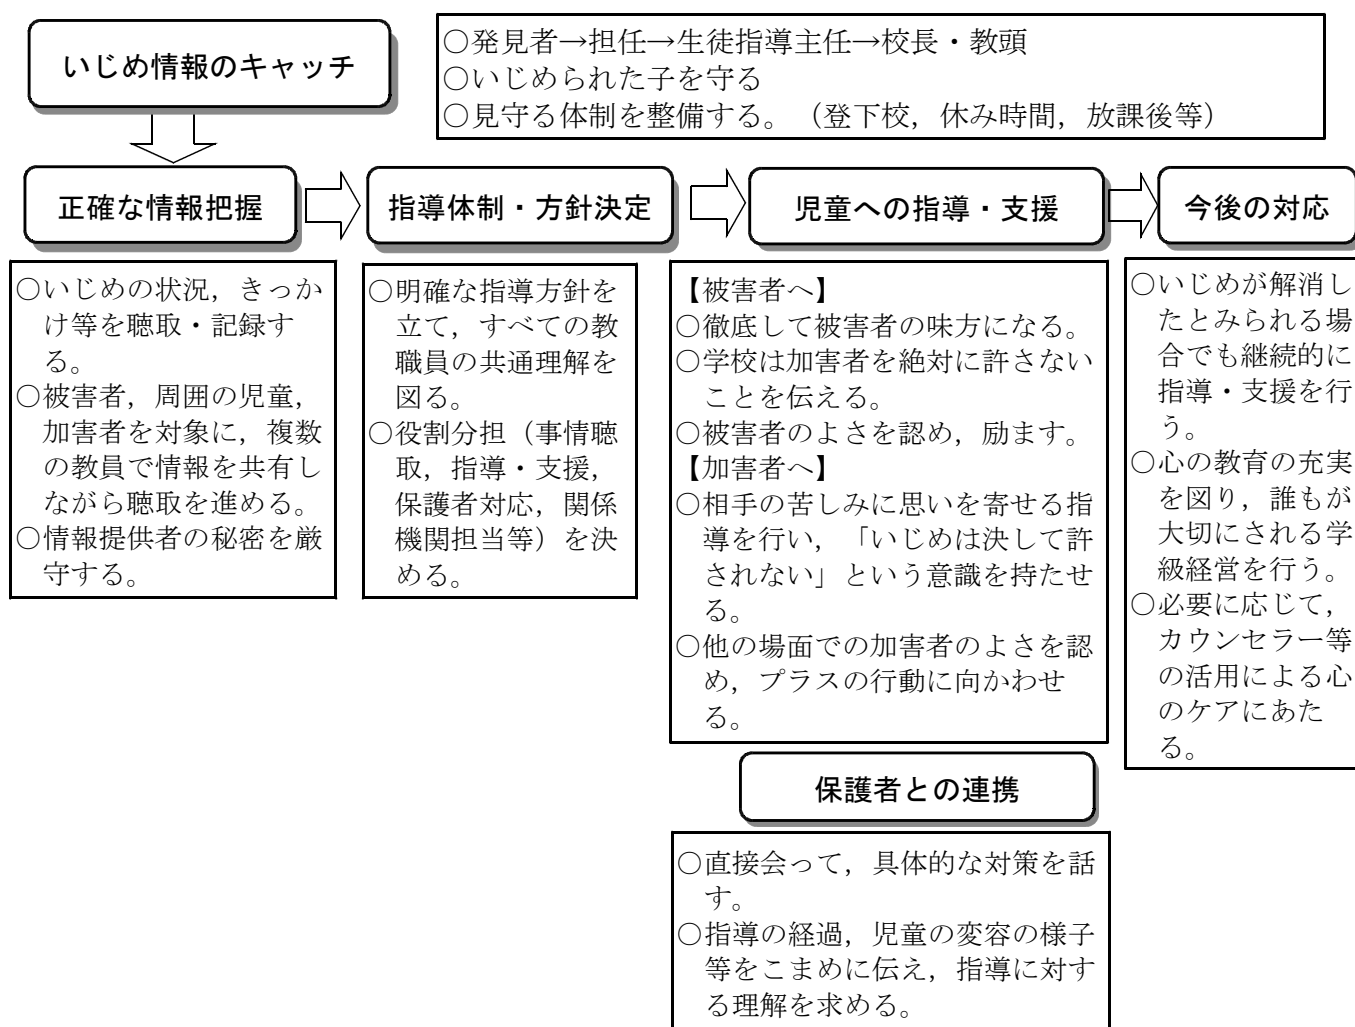 いじめ情報のキャッチ
○発見者→担任→生徒指導主任→校長・教頭
○いじめられた子を守る
○見守る体制を整備する。（登下校，休み時間，放課後等）
正確な情報把握
○いじめの状況，きっか
け等を聴取・記録す
る。
○被害者，周囲の児童，
加害者を対象に，複数
の教員で情報を共有し
ながら聴取を進める。
○情報提供者の秘密を厳
守する。
指導体制・方針決定
○明確な指導方針を
立て，すべての教
職員の共通理解を
図る。
○役割分担（事情聴
取，指導・支援，
保護者対応，関係
機関担当等）を決
める。
児童への指導・支援
【被害者へ】
○徹底して被害者の味方になる。
○学校は加害者を絶対に許さない
ことを伝える。
○被害者のよさを認め，励ます。
【加害者へ】
○相手の苦しみに思いを寄せる指
導を行い，「いじめは決して許
されない」という意識を持たせ
る。
○他の場面での加害者のよさを認
め，プラスの行動に向かわせ
る。
保護者との連携
○直接会って，具体的な対策を話
す。
○指導の経過，児童の変容の様子
等をこまめに伝え，指導に対す
る理解を求める。
今後の対応
○いじめが解消し
たとみられる場
合でも継続的に
指導・支援を行
う。
○心の教育の充実
を図り，誰もが
大切にされる学
級経営を行う。
○必要に応じて，
カウンセラー等
の活用による心
のケアにあた
る。